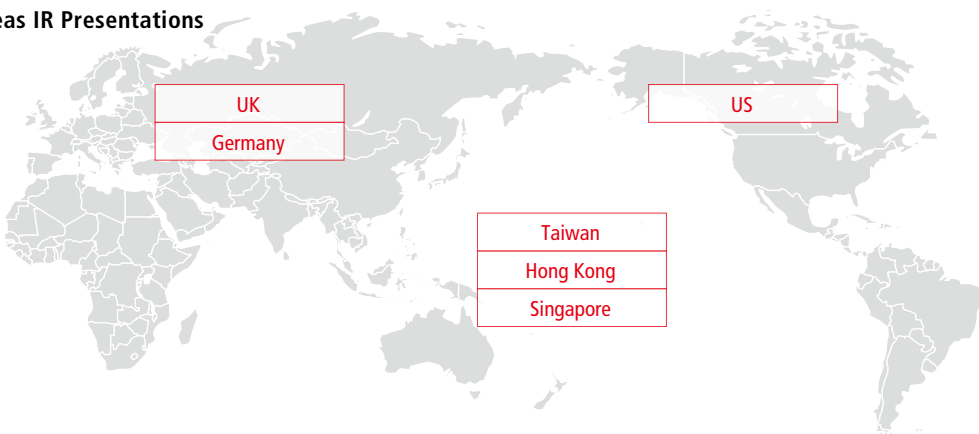 eas IR Presentations
UK
Germany
US
Taiwan
Hong Kong
Singapore